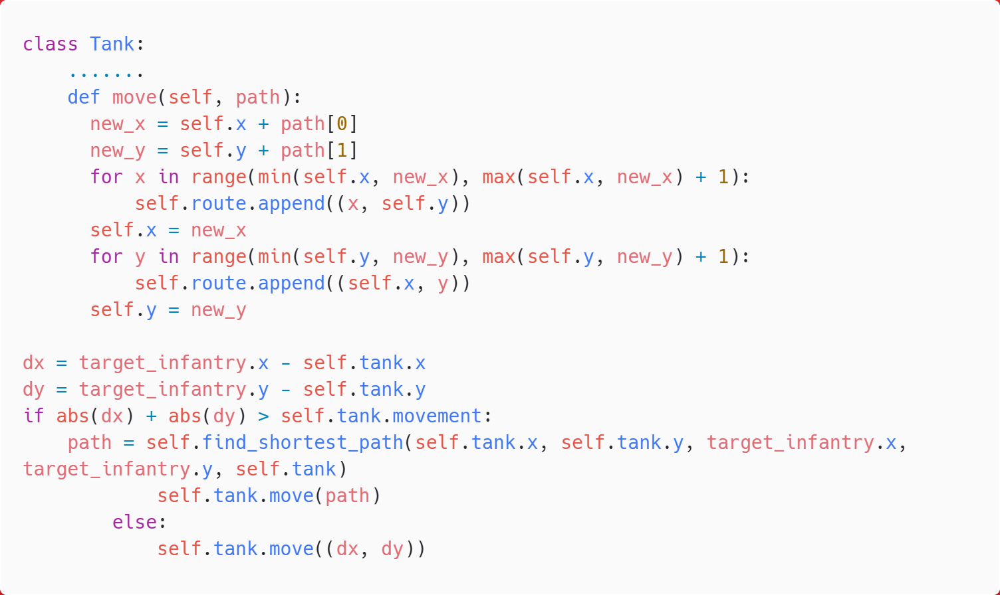 class Tank:
    .......
    def move(self, path):
      new_x = self.x + path[0]
      new_y = self.y + path[1]
      for x in range(min(self.x, new_x), max(self.x, new_x) + 1):
          self.route.append((x, self.y))
      self.x = new_x
      for y in range(min(self.y, new_y), max(self.y, new_y) + 1):
          self.route.append((self.x, y))
      self.y = new_y

dx = target_infantry.x - self.tank.x
dy = target_infantry.y - self.tank.y
if abs(dx) + abs(dy) > self.tank.movement:
    path = self.find_shortest_path(self.tank.x, self.tank.y, target_infantry.x,
target_infantry.y, self.tank)
            self.tank.move(path)
        else:
            self.tank.move((dx, dy))